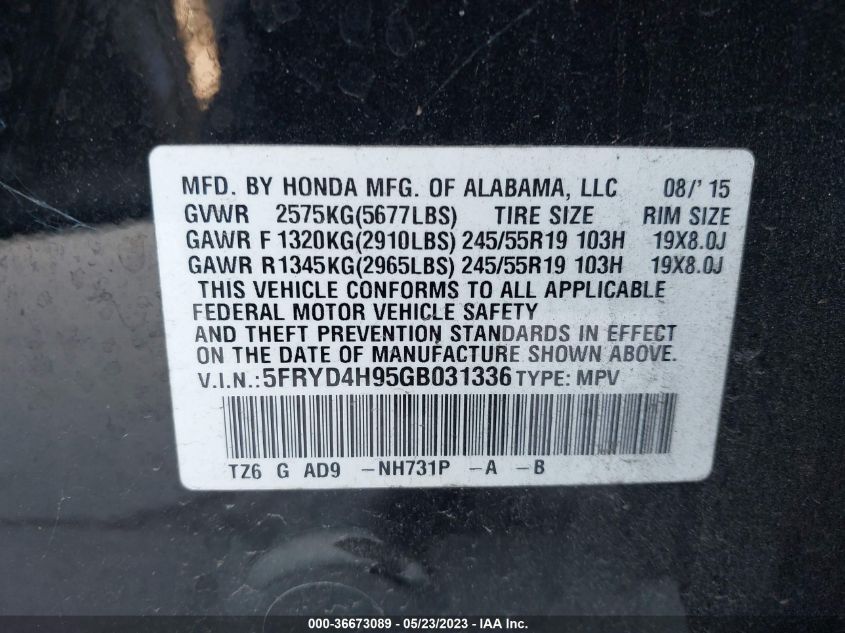 MFD. BY HONDA MFG. OF ALABAMA, LLC 08/' 15
GVWR 2575KG(5677LBS) TIRE SIZE RIM SIZE
GAWR F 1320KG(2910LBS) 245/55R19 103H 19X8.0J
GAWR R 1345KG(2965LBS) 245/55R19 103H 19X8.0J
THIS VEHICLE CONFORMS TO ALL APPLICABLE
FEDERAL MOTOR VEHICLE SAFETY
AND THEFT PREVENTION STANDARDS IN EFFECT
ON THE DATE OF MANUFACTURE SHOWN ABOVE.
V.I.N.: 5FRYD4H95GB031336 TYPE: MPV
TZ6 G AD9 -NH731P -A -B
000-36673089 - 05/23/2023 - IAA Inc.